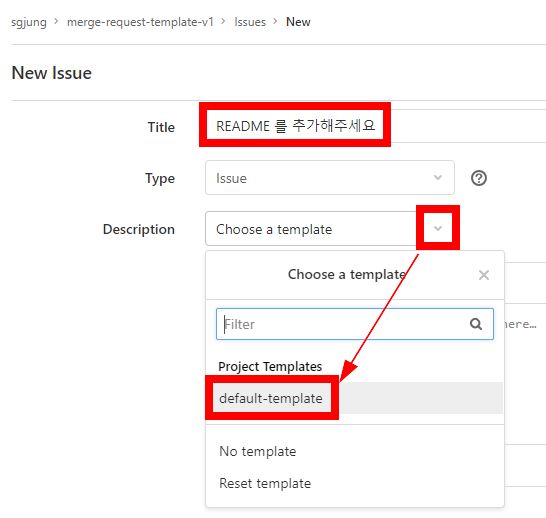 sgjung > merge-request-template-v1 > Issues > New
New Issue
Title README 를 추가해주세요
Type Issue
Description Choose a template
Choose a template
Filter
here...
Project Templates
default-template
No template
Reset template